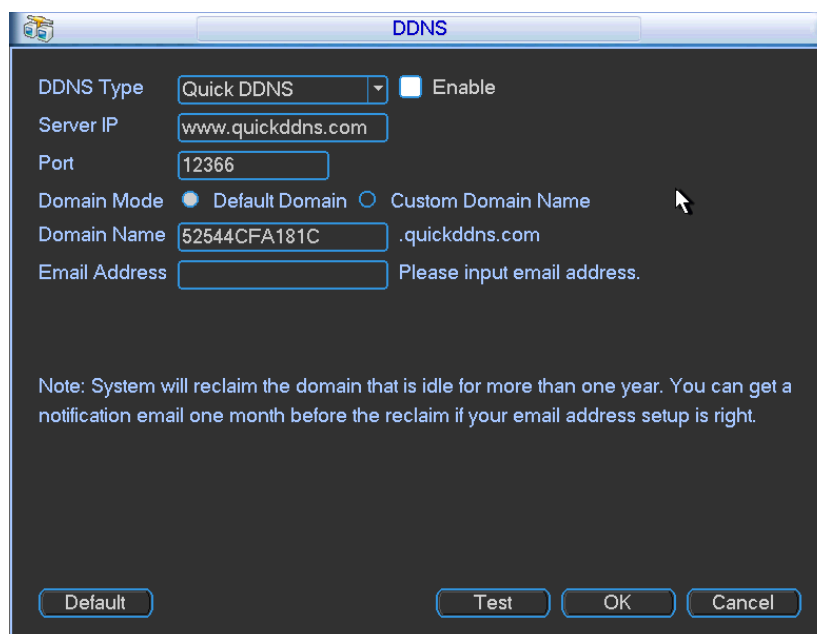 DDNS
DDNS Type Quick DDNS Enable
Server IP www.quickddns.com
Port 12366
Domain Mode Default Domain Custom Domain Name
Domain Name 52544CFA181C .quickddns.com
Email Address Please input email address.
Note: System will reclaim the domain that is idle for more than one year. You can get a
notification email one month before the reclaim if your email address setup is right.
Default Test OK Cancel